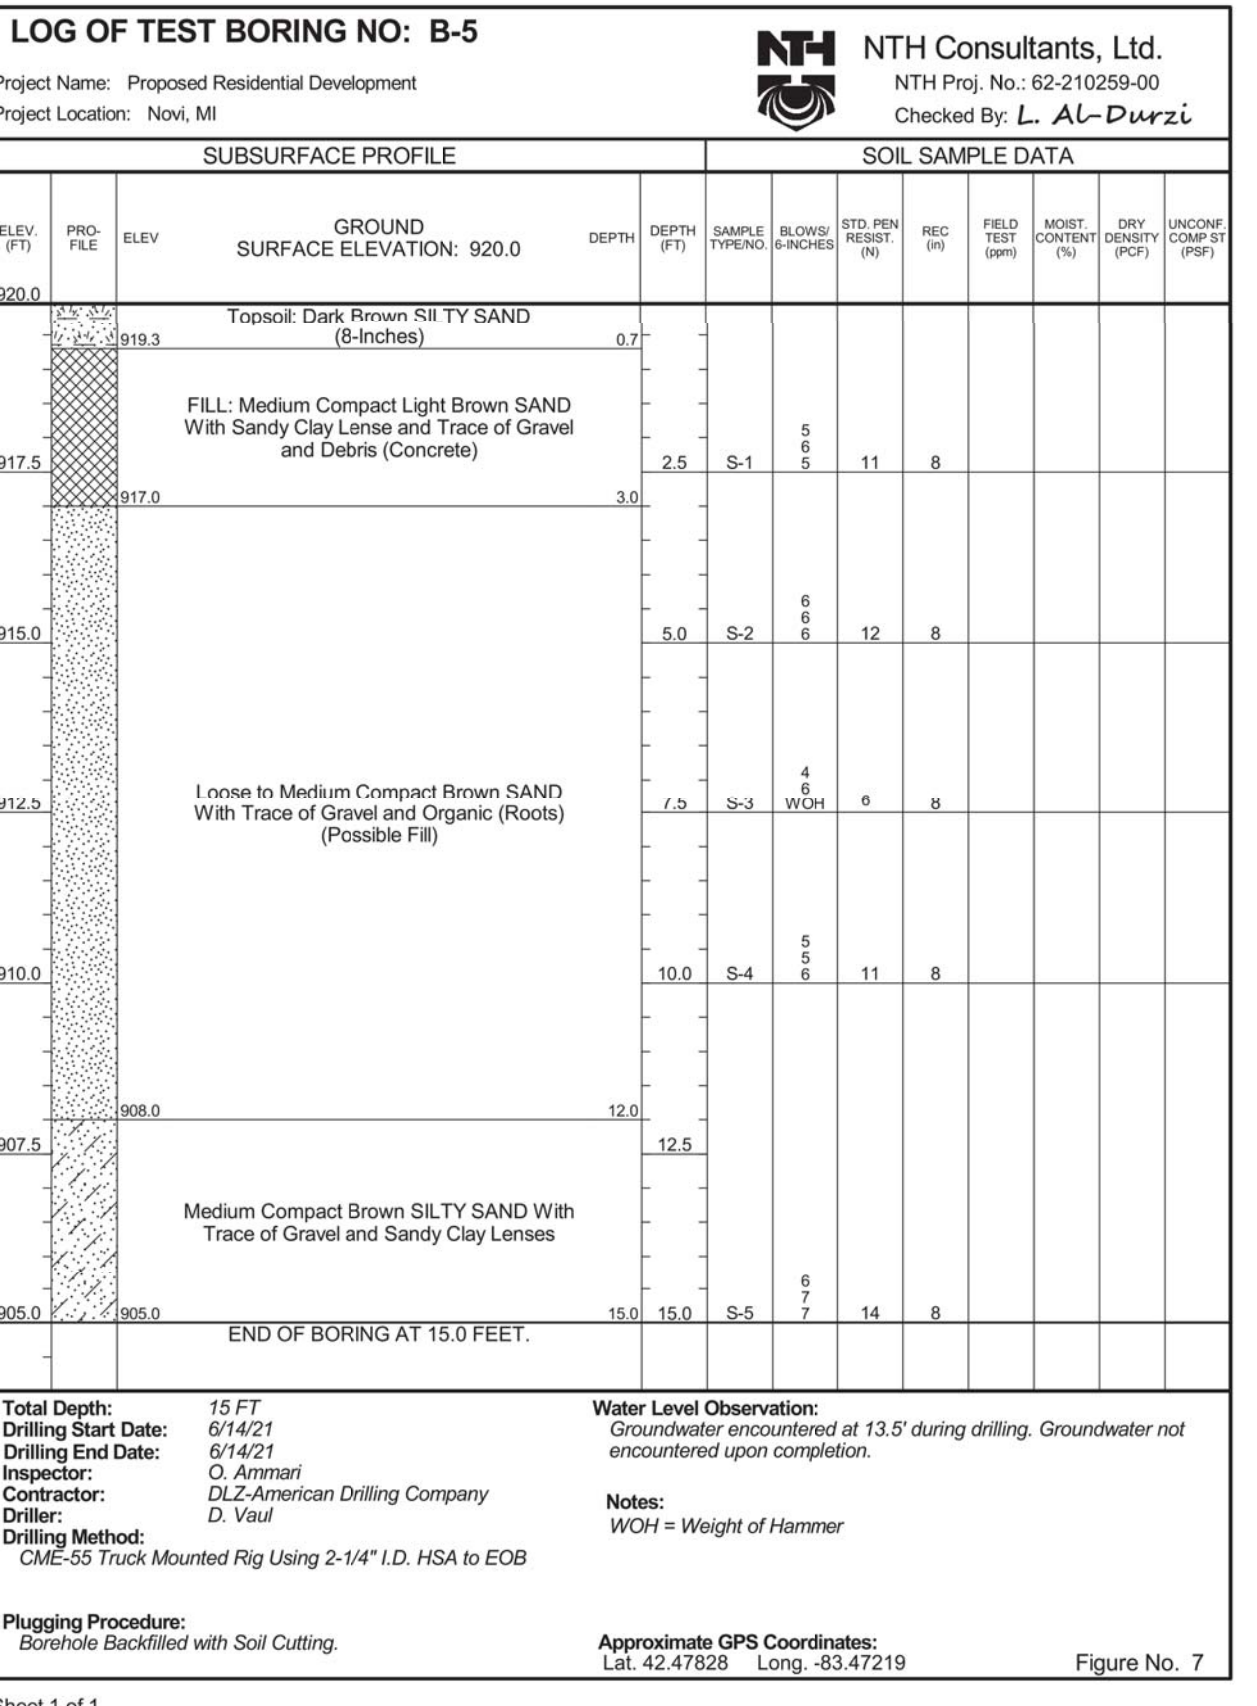 LOG OF TEST BORING NO: B-5
Project Name: Proposed Residential Development
Project Location: Novi, MI
NTH
NTH Consultants, Ltd.
NTH Proj. No.: 62-210259-00
Checked By: L. Al-Durzi
SUBSURFACE PROFILE
SOIL SAMPLE DATA
ELEV. (FT)
PRO-FILE
ELEV
GROUND
SURFACE ELEVATION: 920.0
DEPTH
DEPTH (FT)
SAMPLE TYPE/NO.
BLOWS/ 6-INCHES
STD. PEN RESIST. (N)
REC (in)
FIELD TEST (ppm)
MOIST. CONTENT (%)
DRY DENSITY (PCF)
UNCONF. COMP ST (PSF)
920.0
Topsoil: Dark Brown SILTY SAND
(8-Inches)
919.3 0.7
FILL: Medium Compact Light Brown SAND
With Sandy Clay Lense and Trace of Gravel
and Debris (Concrete)
5
6
917.5 2.5 S-1 5 11 8
917.0 3.0
6
6
915.0 5.0 S-2 6 12 8
4
6
Loose to Medium Compact Brown SAND
912.5 7.5 S-3 WOH 6 8
With Trace of Gravel and Organic (Roots)
(Possible Fill)
5
5
910.0 10.0 S-4 6 11 8
908.0 12.0
907.5 12.5
Medium Compact Brown SILTY SAND With
Trace of Gravel and Sandy Clay Lenses
6
7
905.0 905.0 15.0 15.0 S-5 7 14 8
END OF BORING AT 15.0 FEET.
Total Depth: 15 FT
Drilling Start Date: 6/14/21
Drilling End Date: 6/14/21
Inspector: O. Ammari
Contractor: DLZ-American Drilling Company
Driller: D. Vaul
Drilling Method:
CME-55 Truck Mounted Rig Using 2-1/4" I.D. HSA to EOB
Plugging Procedure:
Borehole Backfilled with Soil Cutting.
Water Level Observation:
Groundwater encountered at 13.5' during drilling. Groundwater not
encountered upon completion.
Notes:
WOH = Weight of Hammer
Approximate GPS Coordinates:
Lat. 42.47828 Long. -83.47219
Figure No. 7
Sheet 1 of 1